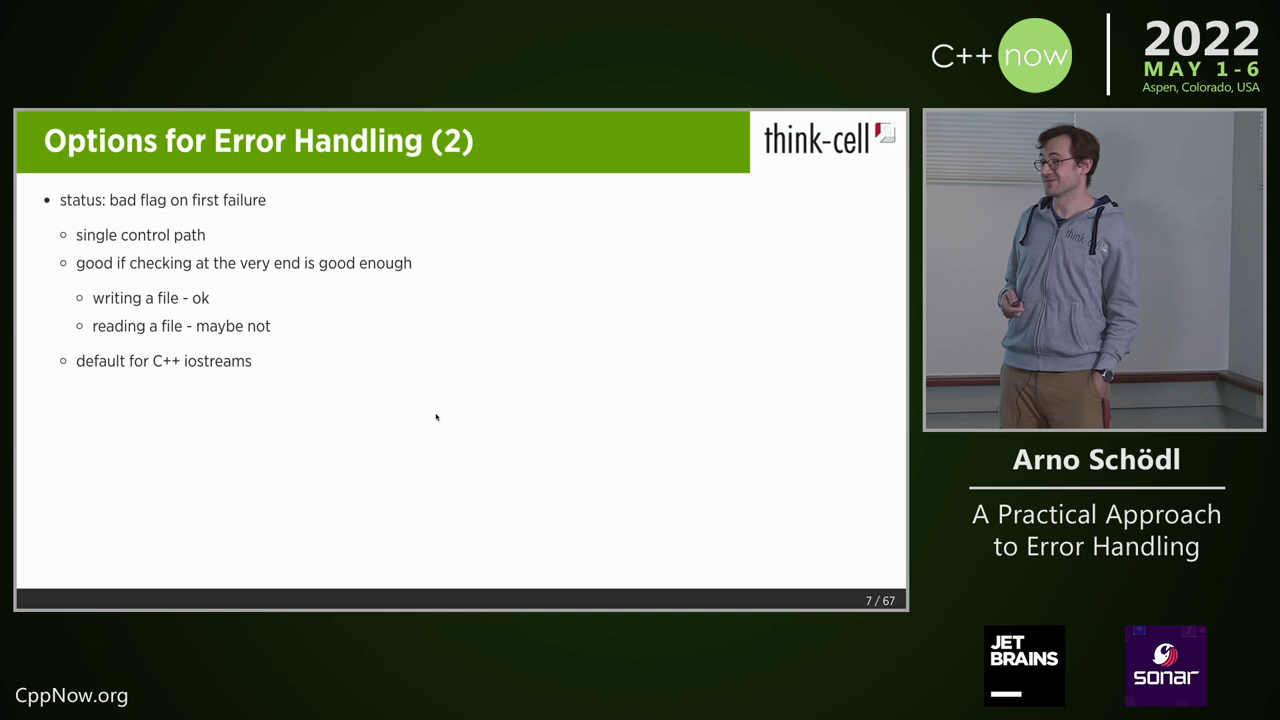 C++ now
2022
MAY 1-6
Aspen, Colorado, USA
Options for Error Handling (2)
think-cell
• status: bad flag on first failure
○ single control path
○ good if checking at the very end is good enough
○ writing a file - ok
○ reading a file - maybe not
○ default for C++ iostreams
7 / 67
think-cell
Arno Schödl
A Practical Approach
to Error Handling
JET
BRAINS
sonar
CppNow.org